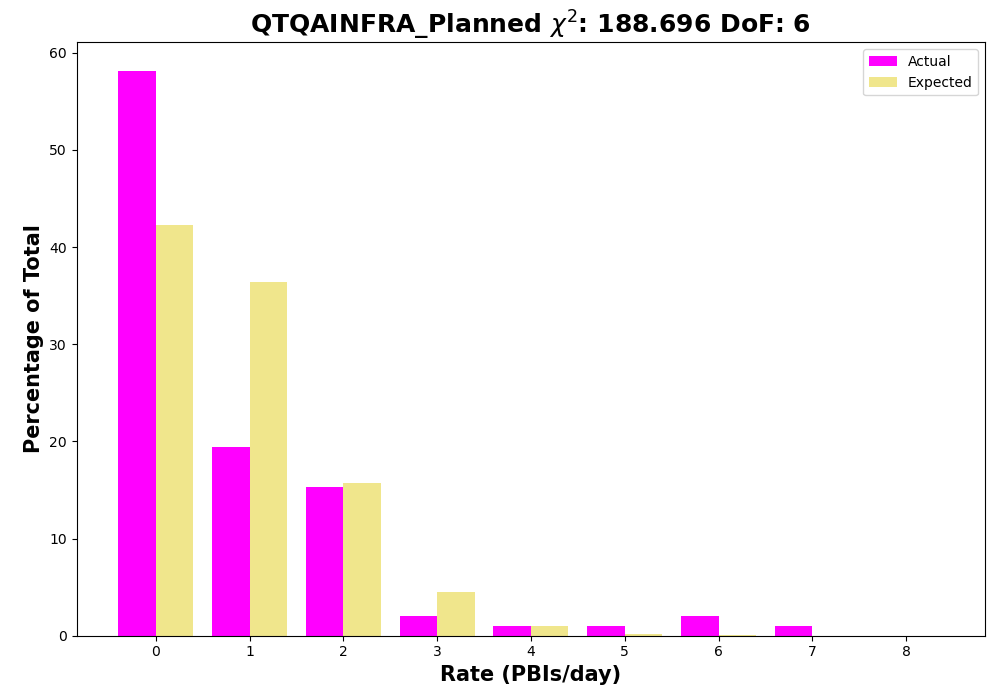 QTQAINFRA_Planned χ²: 188.696 DoF: 6
Actual
Expected
Percentage of Total
60
50
40
30
20
10
0
0 1 2 3 4 5 6 7 8
Rate (PBIs/day)